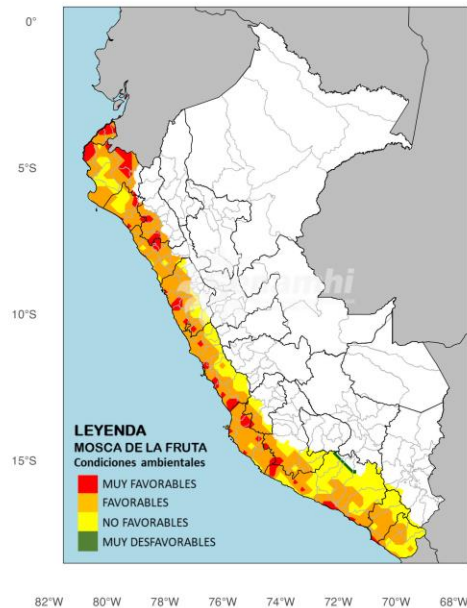 0°
5°S
10°S
15°S
LEYENDA
MOSCA DE LA FRUTA
Condiciones ambientales
MUY FAVORABLES
FAVORABLES
NO FAVORABLES
MUY DESFAVORABLES
82°W 80°W 78°W 76°W 74°W 72°W 70°W 68°W